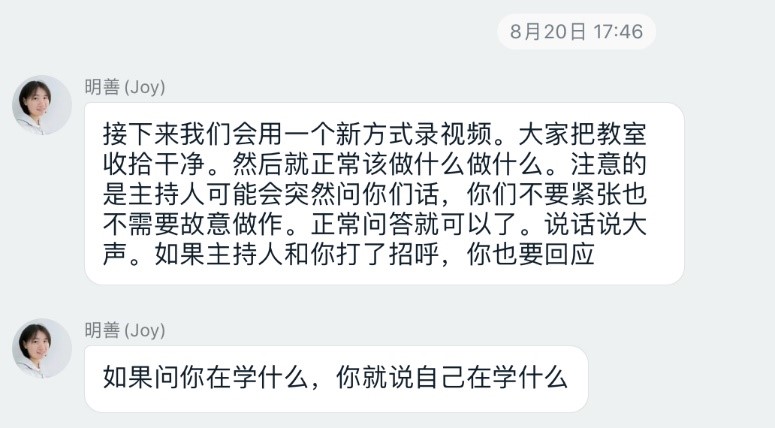 8月20日 17:46
明善(Joy)
接下来我们会用一个新方式录视频。大家把教室
收拾干净。然后就正常该做什么做什么。注意的
是主持人可能会突然问你们话，你们不要紧张也
不需要故意做作。正常问答就可以了。说话说大
声。如果主持人和你打了招呼，你也要回应
明善(Joy)
如果问你在学什么，你就说自己在学什么